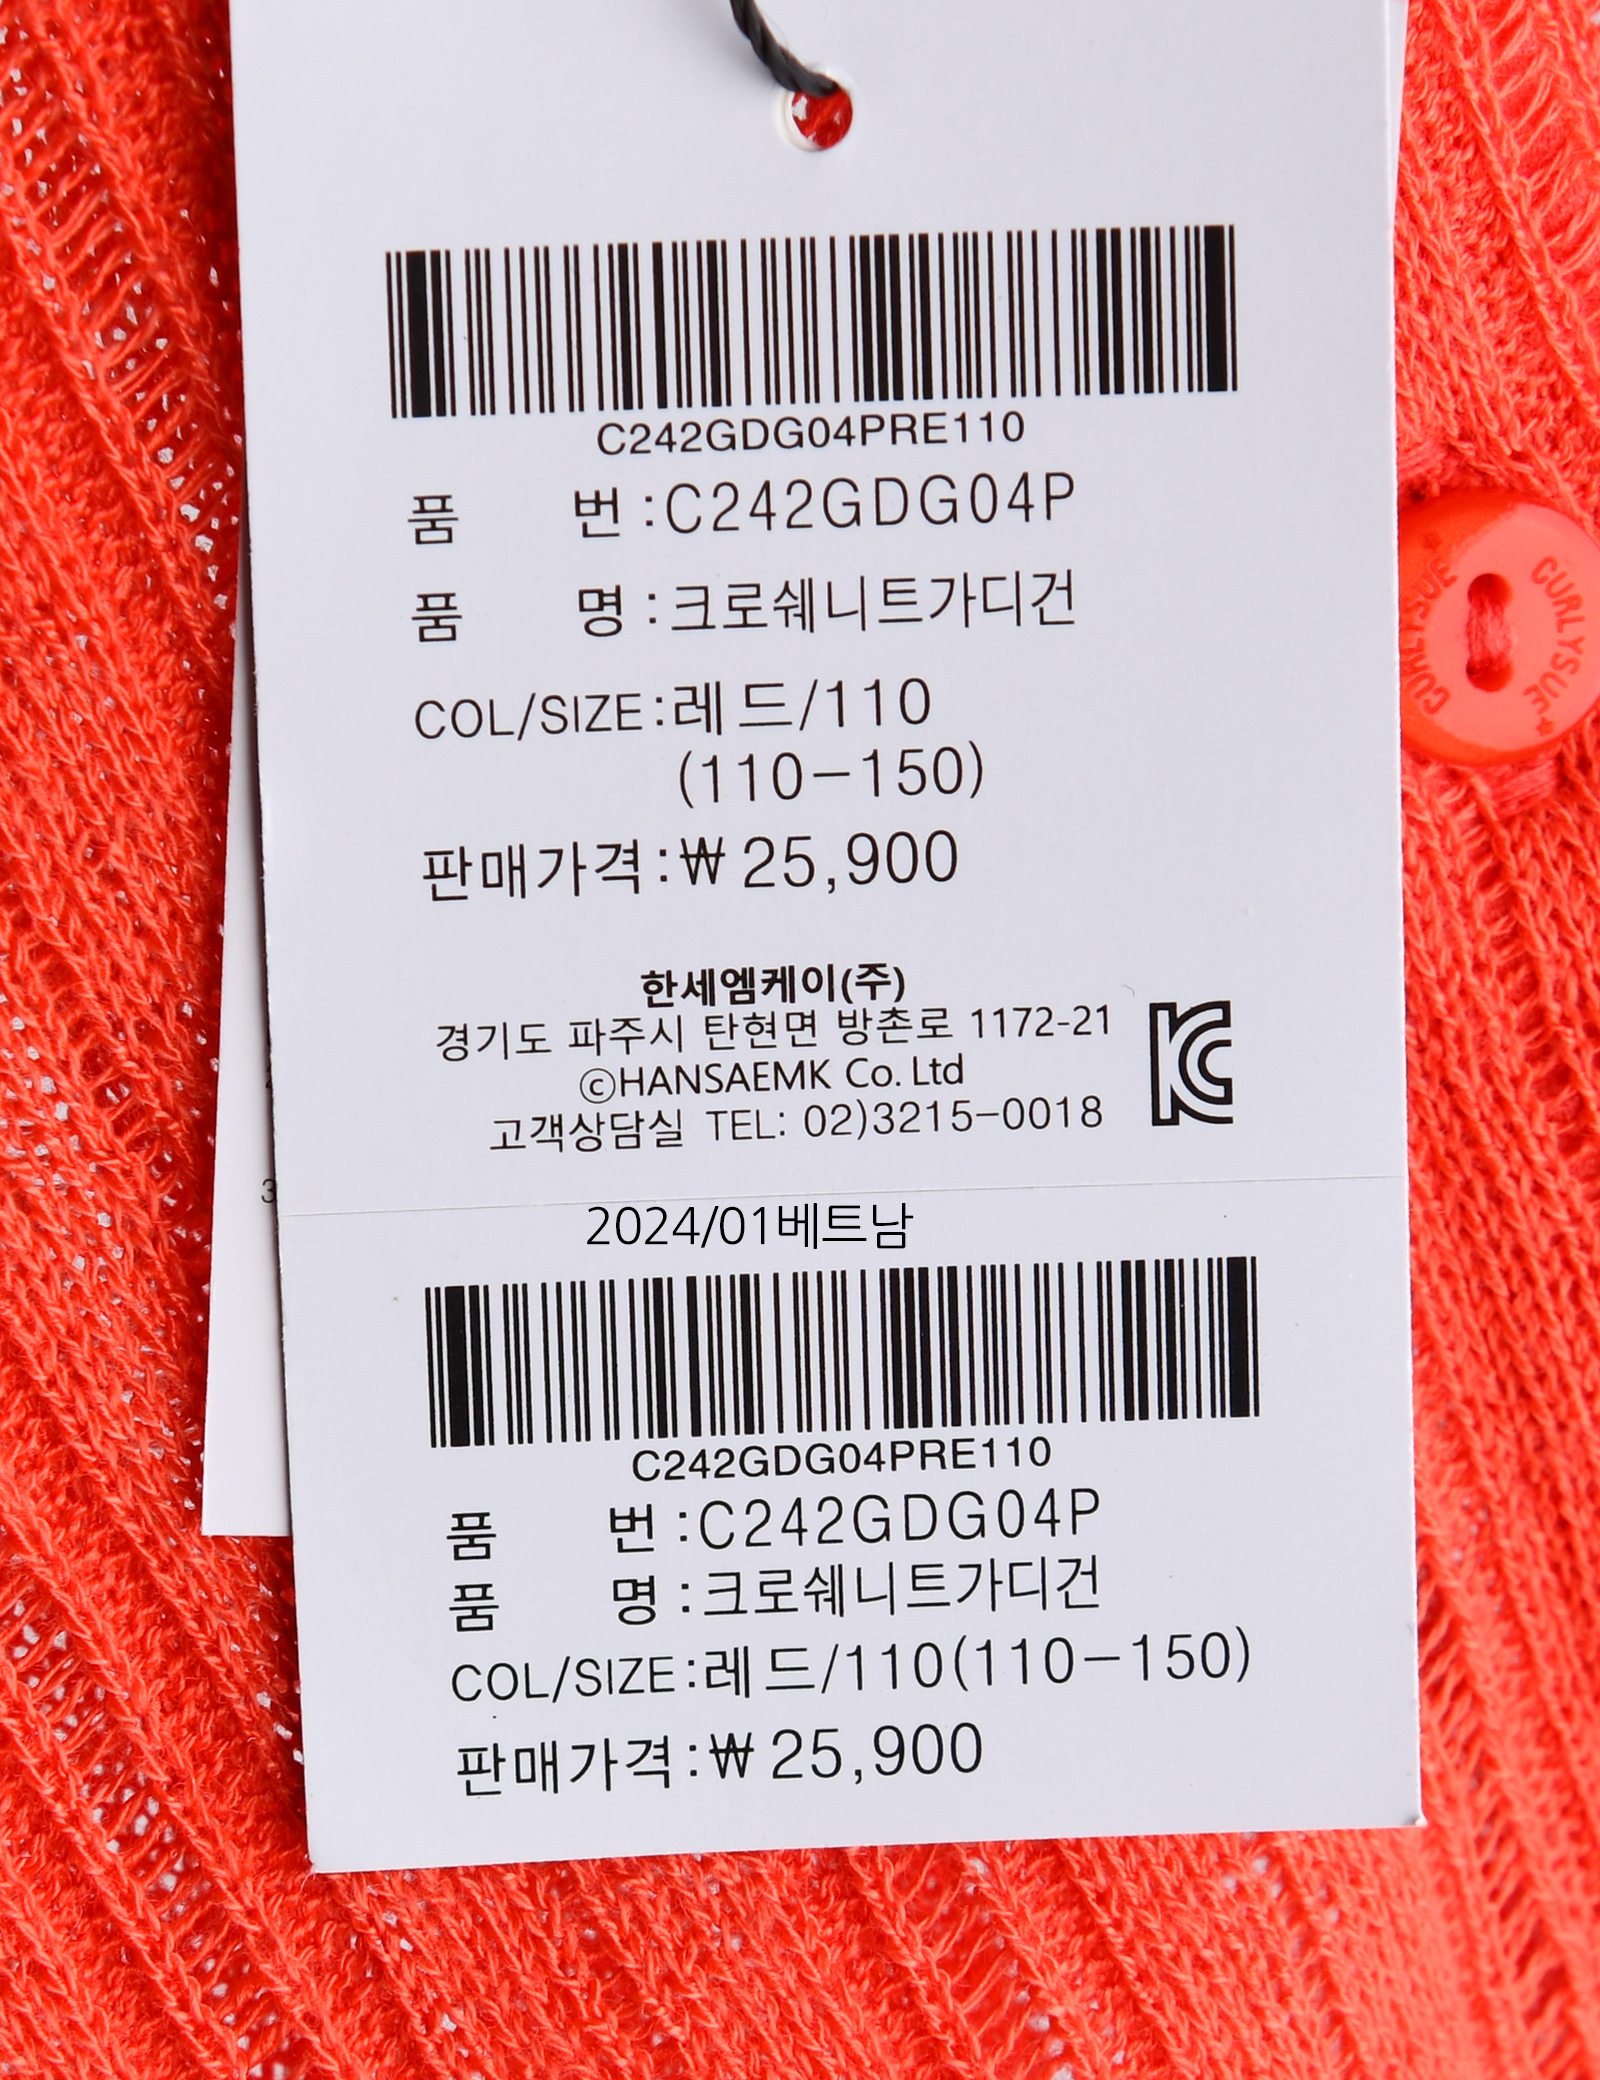 C242GDG04PRE110
품 번 :C242GDG04P
품 명 :크로쉐니트가디건
COL/SIZE:레드/110
(110-150)
판매가격:₩25,900
한세엠케이(주)
경기도 파주시 탄현면 방촌로 1172-21
ⓒHANSAEMK Co. Ltd
고객상담실 TEL: 02)3215-0018
2024/01베트남
C242GDG04PRE110
품 번 :C242GDG04P
품 명 :크로쉐니트가디건
COL/SIZE:레드/110(110-150)
판매가격:₩25,900
CURLYSUE
CURLYSUE
3